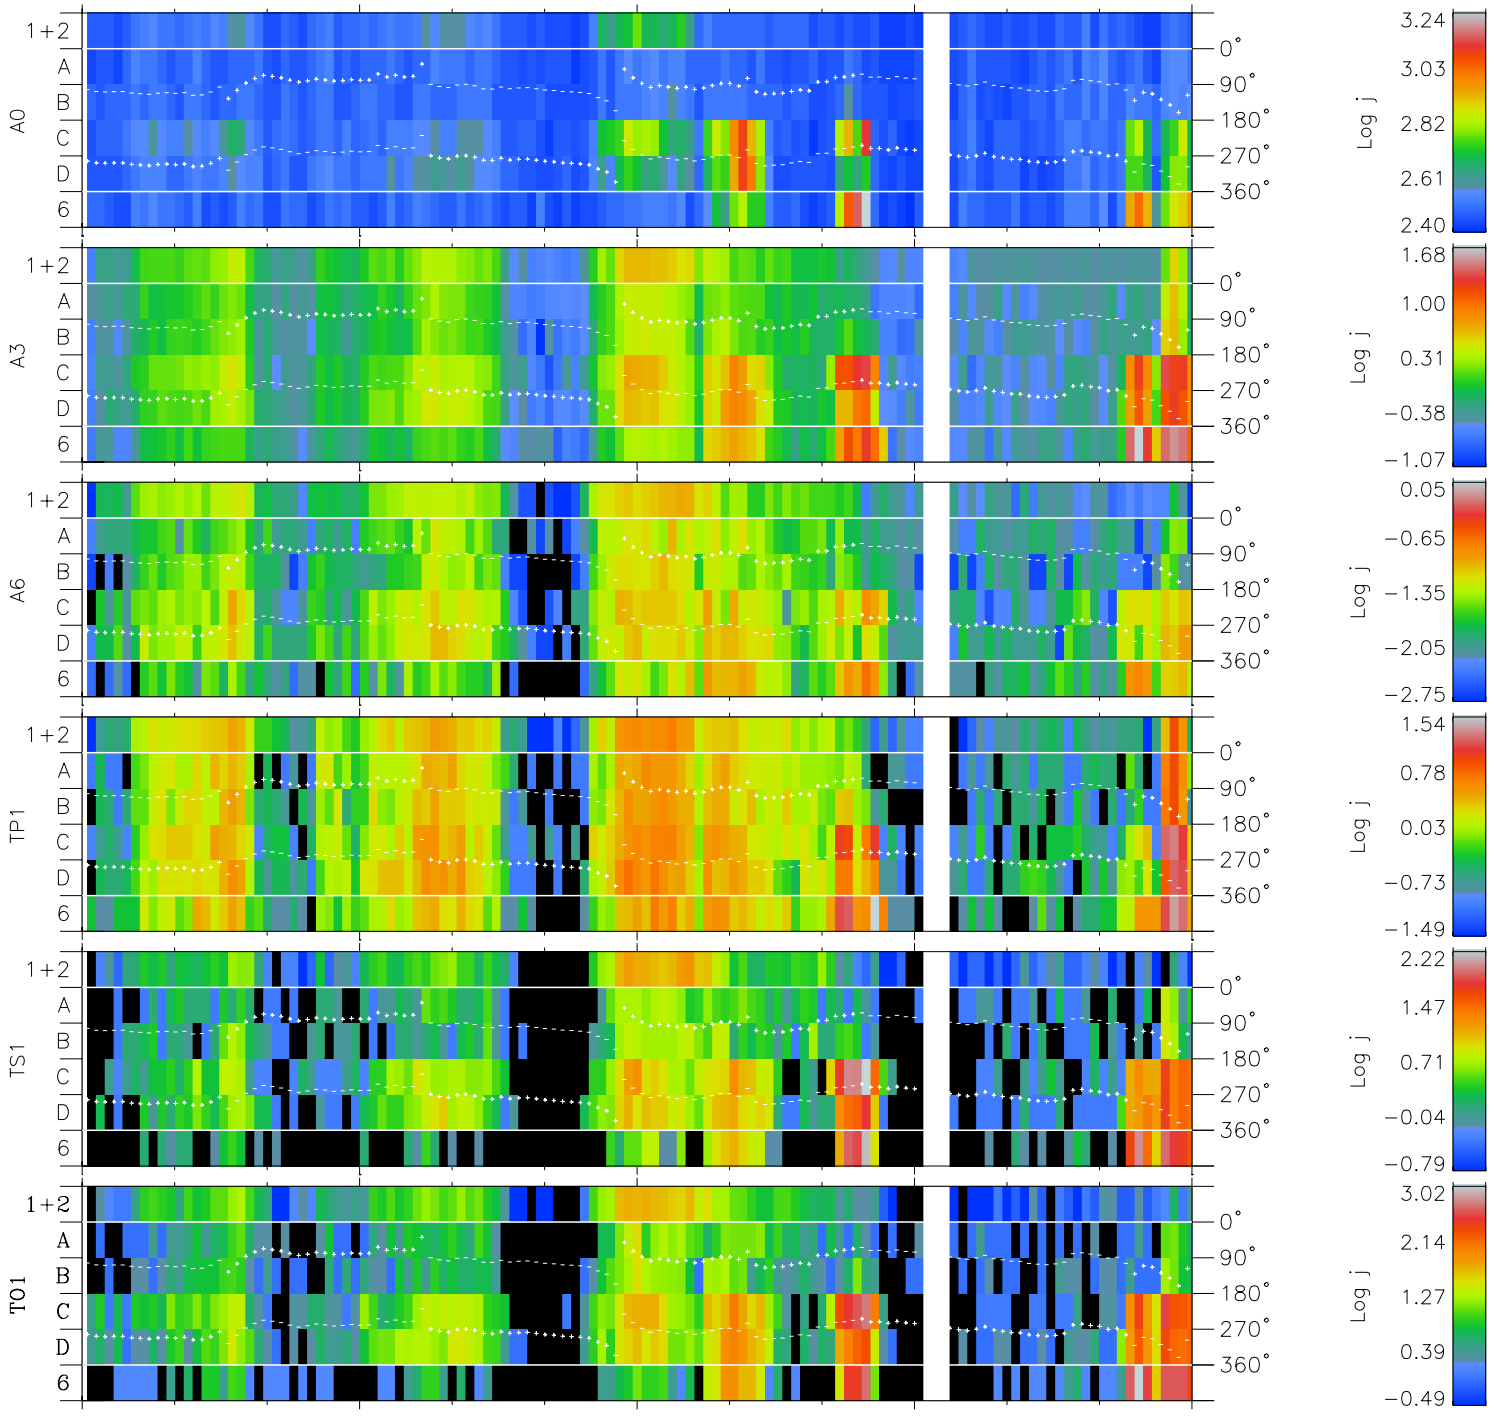 A0
1+2
A
B
C
D
6
0°
90°
180°
270°
360°
Log j
3.24
3.03
2.82
2.61
2.40
A3
1+2
A
B
C
D
6
0°
90°
180°
270°
360°
Log j
1.68
1.00
0.31
−0.38
−1.07
A6
1+2
A
B
C
D
6
0°
90°
180°
270°
360°
Log j
0.05
−0.65
−1.35
−2.05
−2.75
TP1
1+2
A
B
C
D
6
0°
90°
180°
270°
360°
Log j
1.54
0.78
0.03
−0.73
−1.49
TS1
1+2
A
B
C
D
6
0°
90°
180°
270°
360°
Log j
2.22
1.47
0.71
−0.04
−0.79
TO1
1+2
A
B
C
D
6
0°
90°
180°
270°
360°
Log j
3.02
2.14
1.27
0.39
−0.49